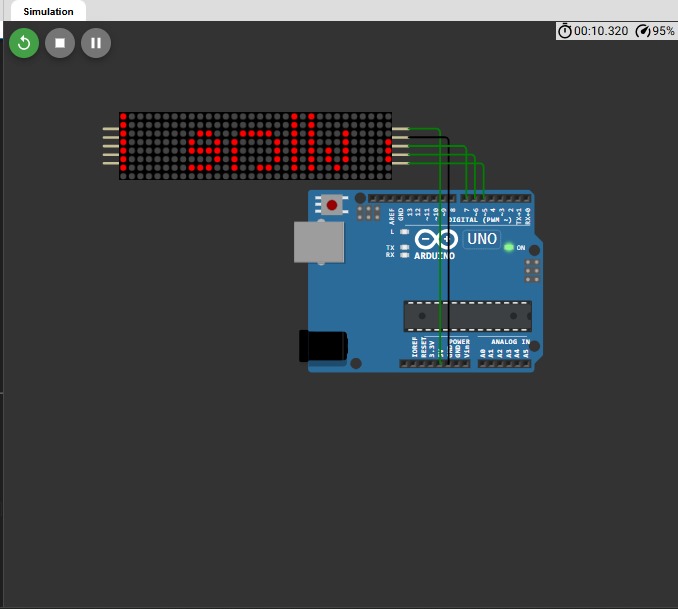 Simulation
00:10.320 95%
AREF
GND
13
12
~11
~10
~9
8
7
~6
~5
4
~3
2
TX→1
RX←0
DIGITAL (PWM ~)
L
TX
RX
UNO
ON
ARDUINO
IOREF
RESET
3.3V
5V
GND
GND
Vin
POWER
ANALOG IN
A0
A1
A2
A3
A4
A5